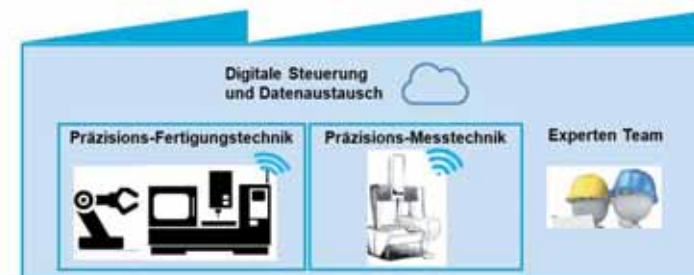 Digitale Steuerung
und Datenaustausch
Präzisions-Fertigungstechnik
Präzisions-Messtechnik
Experten Team